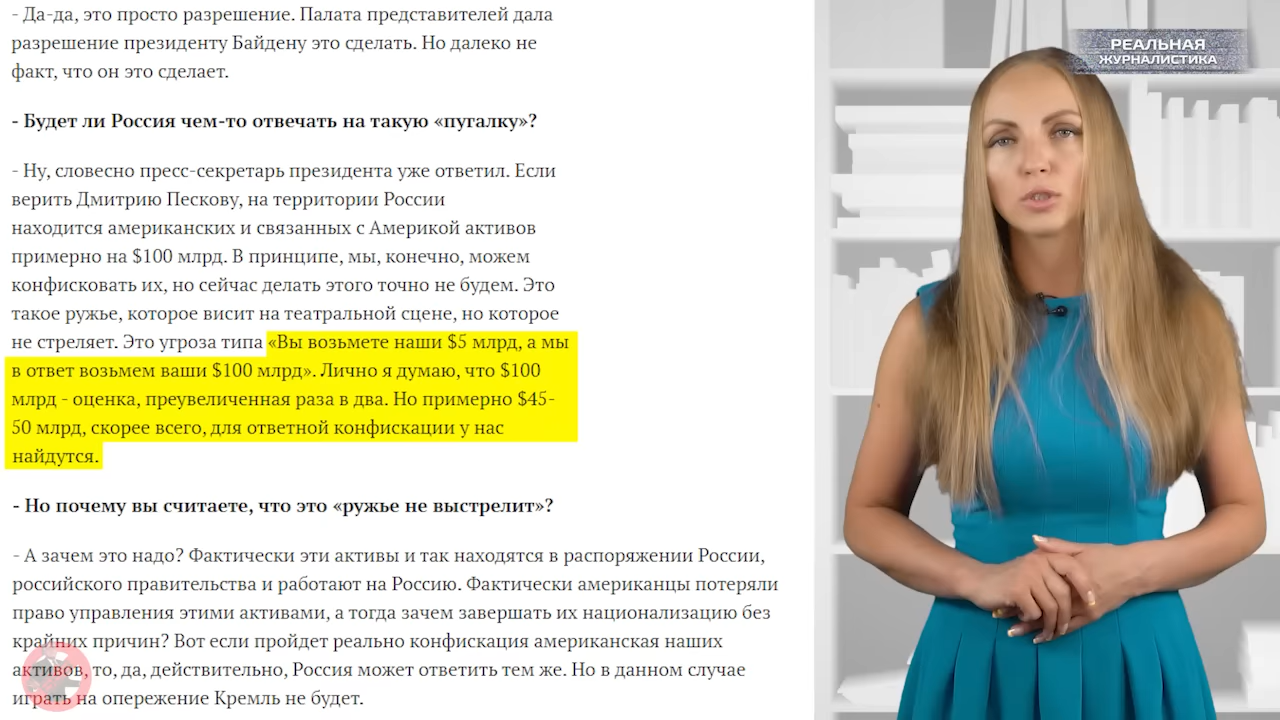 - Да-да, это просто разрешение. Палата представителей дала
разрешение президенту Байдену это сделать. Но далеко не
факт, что он это сделает.
- Будет ли Россия чем-то отвечать на такую «пугалку»?
- Ну, словесно пресс-секретарь президента уже ответил. Если
верить Дмитрию Пескову, на территории России
находится американских и связанных с Америкой активов
примерно на $100 млрд. В принципе, мы, конечно, можем
конфисковать их, но сейчас делать этого точно не будем. Это
такое ружье, которое висит на театральной сцене, но которое
не стреляет. Это угроза типа «Вы возьмете наши $5 млрд, а мы
в ответ возьмем ваши $100 млрд». Лично я думаю, что $100
млрд - оценка, преувеличенная раза в два. Но примерно $45-
50 млрд, скорее всего, для ответной конфискации у нас
найдутся.
- Но почему вы считаете, что это «ружье не выстрелит»?
- А зачем это надо? Фактически эти активы и так находятся в распоряжении России,
российского правительства и работают на Россию. Фактически американцы потеряли
право управления этими активами, а тогда зачем завершать их национализацию без
крайних причин? Вот если пройдет реально конфискация американская наших
активов, то, да, действительно, Россия может ответить тем же. Но в данном случае
играть на опережение Кремль не будет.
РЕАЛЬНАЯ
ЖУРНАЛИСТИКА